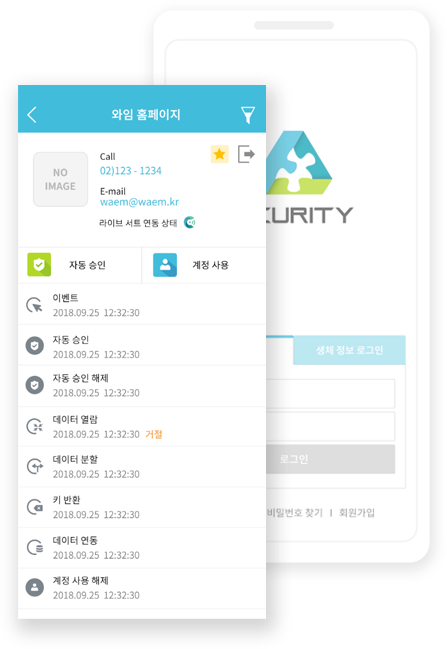 와임 홈페이지
NO
IMAGE
Call
02)123 - 1234
E-mail
waem@waem.kr
라이브 서트 연동 상태
자동 승인
계정 사용
이벤트
2018.09.25 12:32:30
자동 승인
2018.09.25 12:32:30
자동 승인 해제
2018.09.25 12:32:30
데이터 열람
2018.09.25 12:32:30 거절
데이터 분할
2018.09.25 12:32:30
키 반환
2018.09.25 12:32:30
데이터 연동
2018.09.25 12:32:30
계정 사용 해제
2018.09.25 12:32:30
CURITY
생체 정보 로그인
로그인
비밀번호 찾기 I 회원가입